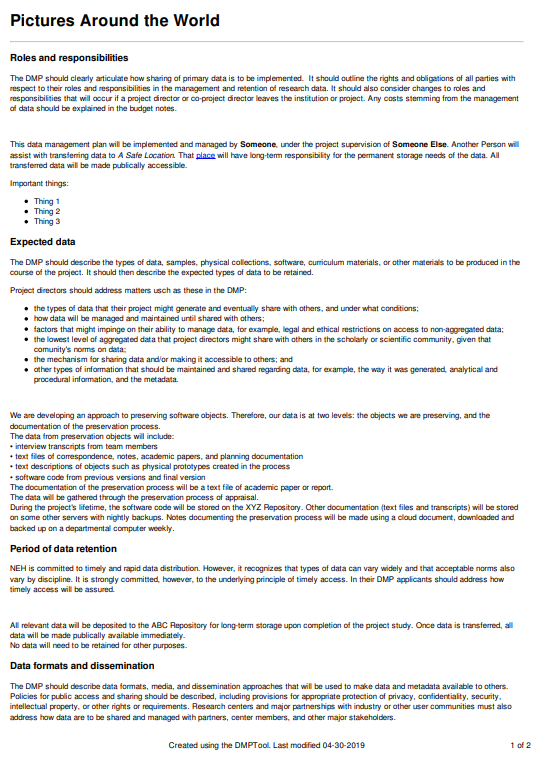 Pictures Around the World
Roles and responsibilities
The DMP should clearly articulate how sharing of primary data is to be implemented.  It should outline the rights and obligations of all parties with
respect to their roles and responsibilities in the management and retention of research data. It should also consider changes to roles and
responsibilities that will occur if a project director or co-project director leaves the institution or project. Any costs stemming from the management
of data should be explained in the budget notes.
This data management plan will be implemented and managed by Someone, under the project supervision of Someone Else. Another Person will
assist with transferring data to A Safe Location. That place will have long-term responsibility for the permanent storage needs of the data. All
transferred data will be made publically accessible.
Important things:
• Thing 1
• Thing 2
• Thing 3
Expected data
The DMP should describe the types of data, samples, physical collections, software, curriculum materials, or other materials to be produced in the
course of the project. It should then describe the expected types of data to be retained.
Project directors should address matters usch as these in the DMP:
• the types of data that their project might generate and eventually share with others, and under what conditions;
• how data will be managed and maintained until shared with others;
• factors that might impinge on their ability to manage data, for example, legal and ethical restrictions on access to non-aggregated data;
• the lowest level of aggregated data that project directors might share with others in the scholarly or scientific community, given that
comunity's norms on data;
• the mechanism for sharing data and/or making it accessible to others; and
• other types of information that should be maintained and shared regarding data, for example, the way it was generated, analytical and
procedural information, and the metadata.
We are developing an approach to preserving software objects. Therefore, our data is at two levels: the objects we are preserving, and the
documentation of the preservation process.
The data from preservation objects will include:
• interview transcripts from team members
• text files of correspondence, notes, academic papers, and planning documentation
• text descriptions of objects such as physical prototypes created in the process
• software code from previous versions and final version
The documentation of the preservation process will be a text file of academic paper or report.
The data will be gathered through the preservation process of appraisal.
During the project's lifetime, the software code will be stored on the XYZ Repository. Other documentation (text files and transcripts) will be stored
on some other servers with nightly backups. Notes documenting the preservation process will be made using a cloud document, downloaded and
backed up on a departmental computer weekly.
Period of data retention
NEH is committed to timely and rapid data distribution. However, it recognizes that types of data can vary widely and that acceptable norms also
vary by discipline. It is strongly committed, however, to the underlying principle of timely access. In their DMP applicants should address how
timely access will be assured.
All relevant data will be deposited to the ABC Repository for long-term storage upon completion of the project study. Once data is transferred, all
data will be made publically available immediately.
No data will need to be retained for other purposes.
Data formats and dissemination
The DMP should describe data formats, media, and dissemination approaches that will be used to make data and metadata available to others.
Policies for public access and sharing should be described, including provisions for appropriate protection of privacy, confidentiality, security,
intellectual property, or other rights or requirements. Research centers and major partnerships with industry or other user communities must also
address how data are to be shared and managed with partners, center members, and other major stakeholders.
Created using the DMPTool. Last modified 04-30-2019
1 of 2